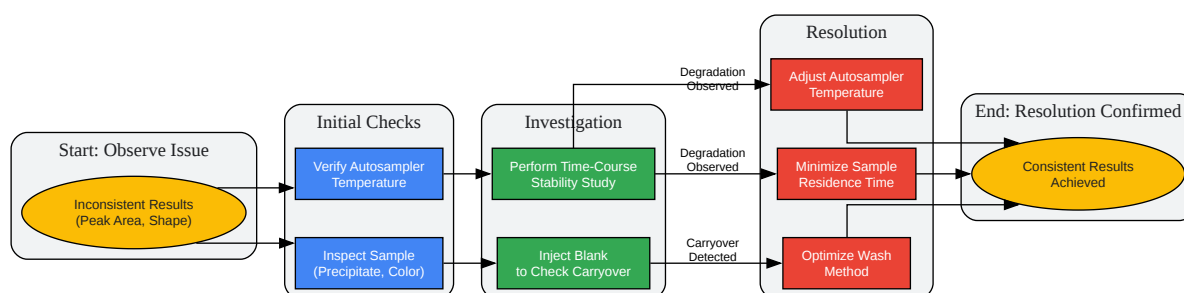 Start: Observe Issue
Inconsistent Results
(Peak Area, Shape)
Initial Checks
Verify Autosampler
Temperature
Inspect Sample
(Precipitate, Color)
Investigation
Perform Time-Course
Stability Study
Inject Blank
to Check Carryover
Degradation
Observed
Degradation
Observed
Carryover
Detected
Resolution
Adjust Autosampler
Temperature
Minimize Sample
Residence Time
Optimize Wash
Method
End: Resolution Confirmed
Consistent Results
Achieved